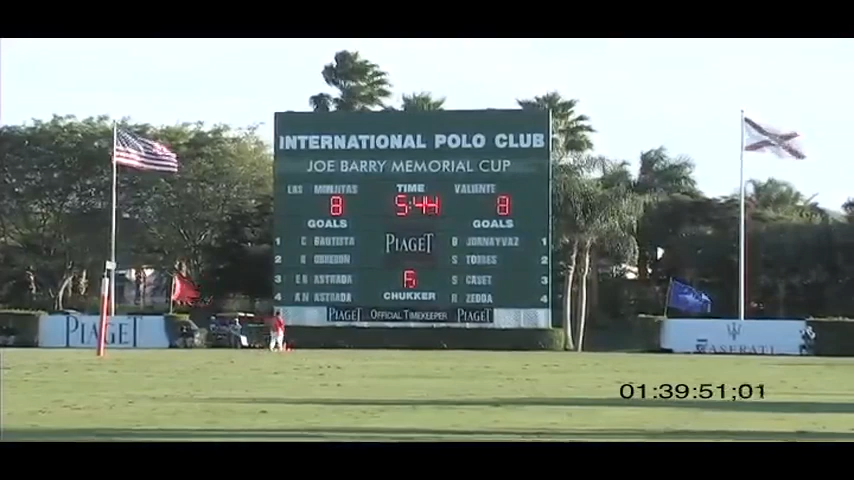 INTERNATIONAL POLO CLUB
JOE BARRY MEMORIAL CUP
LAS MONJITAS TIME VALIENTE
8 5:44 8
GOALS GOALS
1 C BAUTISTA PIAGET D JORNAYVAZ 1
2 OBREGON S TORRES 2
3 E N ASTRADA 6 S CASET 3
4 A N ASTRADA CHUKKER R ZEDDA 4
PIAGET OFFICIAL TIMEKEEPER PIAGET
PIAGET
MASERATI
01:39:51;01